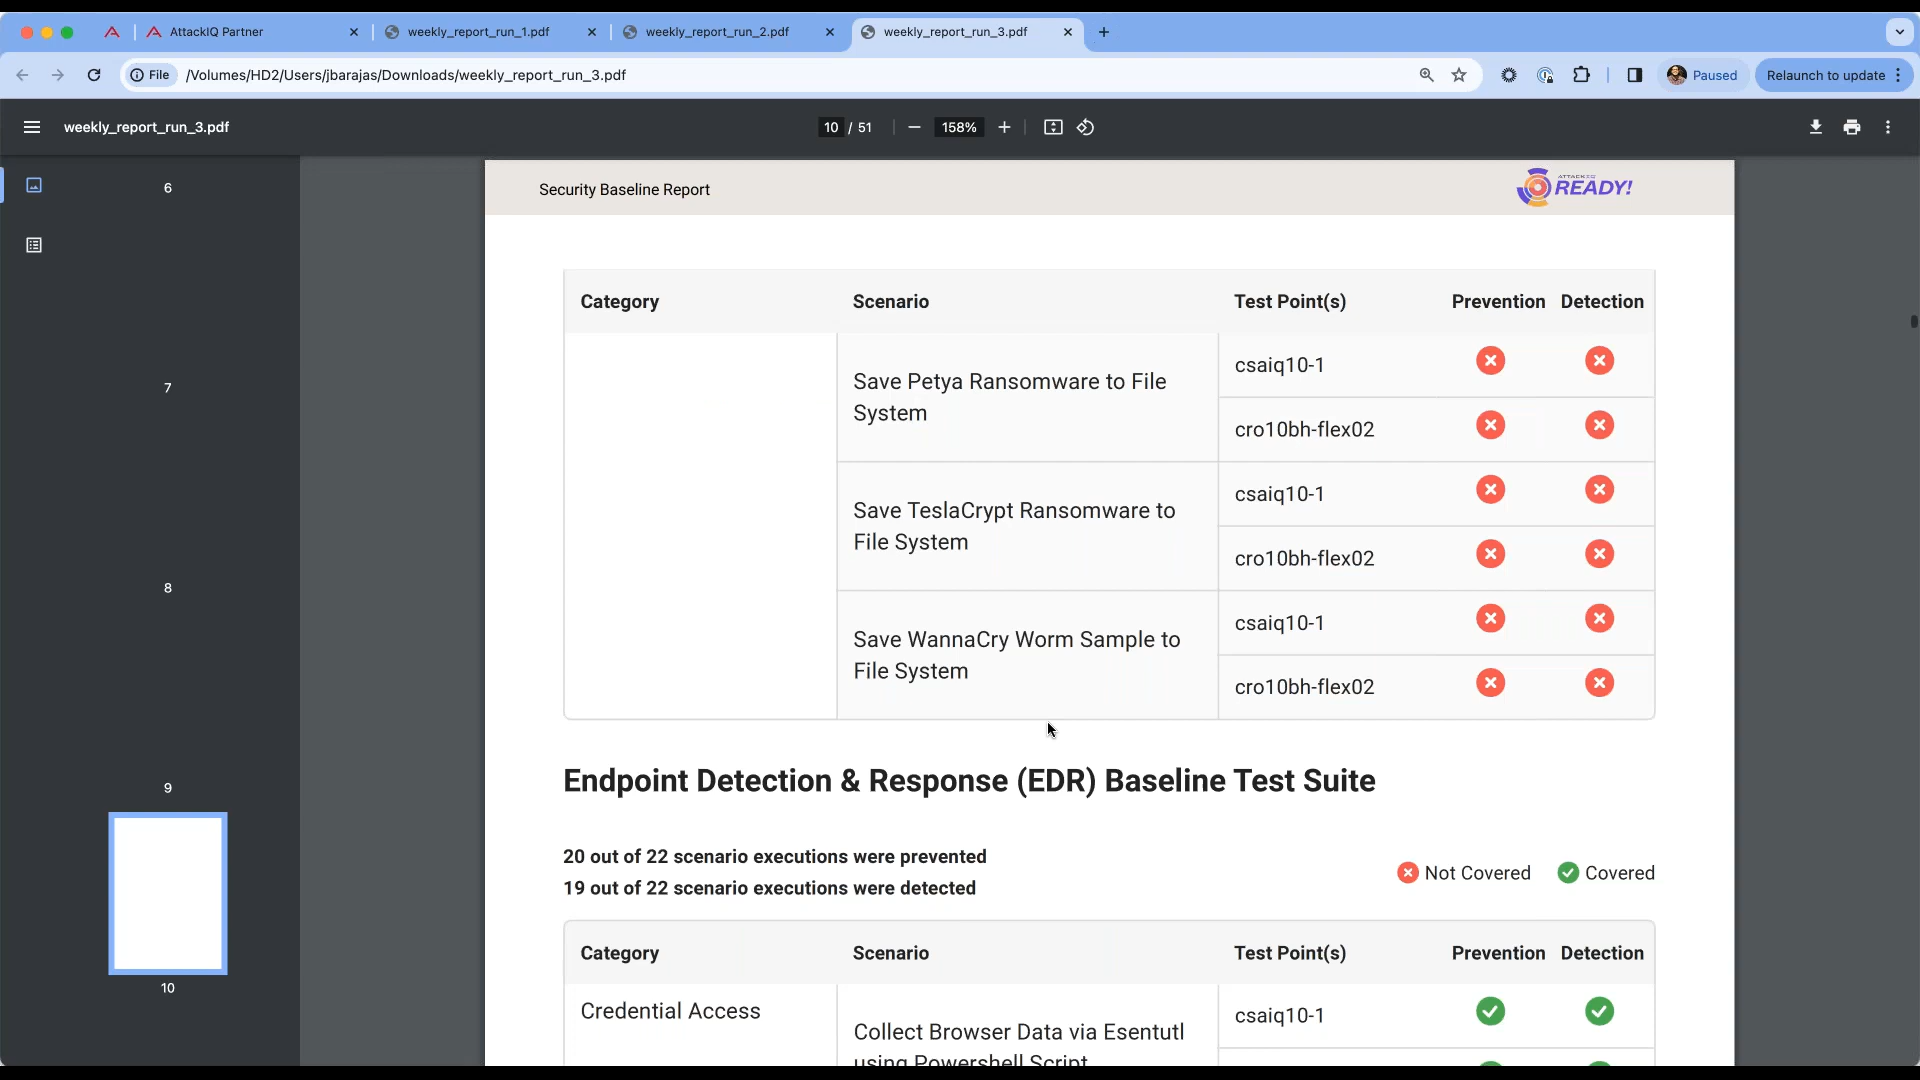 AttackIQ Partner
weekly_report_run_1.pdf
weekly_report_run_2.pdf
weekly_report_run_3.pdf
File
/Volumes/HD2/Users/jbarajas/Downloads/weekly_report_run_3.pdf
Paused
Relaunch to update
weekly_report_run_3.pdf
10 / 51
158%
6
7
8
9
10
Security Baseline Report
ATTACKIQ
READY!
Category Scenario Test Point(s) Prevention Detection
Save Petya Ransomware to File
System
csaiq10-1
cro10bh-flex02
Save TeslaCrypt Ransomware to
File System
csaiq10-1
cro10bh-flex02
Save WannaCry Worm Sample to
File System
csaiq10-1
cro10bh-flex02
Endpoint Detection & Response (EDR) Baseline Test Suite
20 out of 22 scenario executions were prevented
19 out of 22 scenario executions were detected
Not Covered Covered
Category Scenario Test Point(s) Prevention Detection
Credential Access
Collect Browser Data via Esentutl
using Powershell Script
csaiq10-1